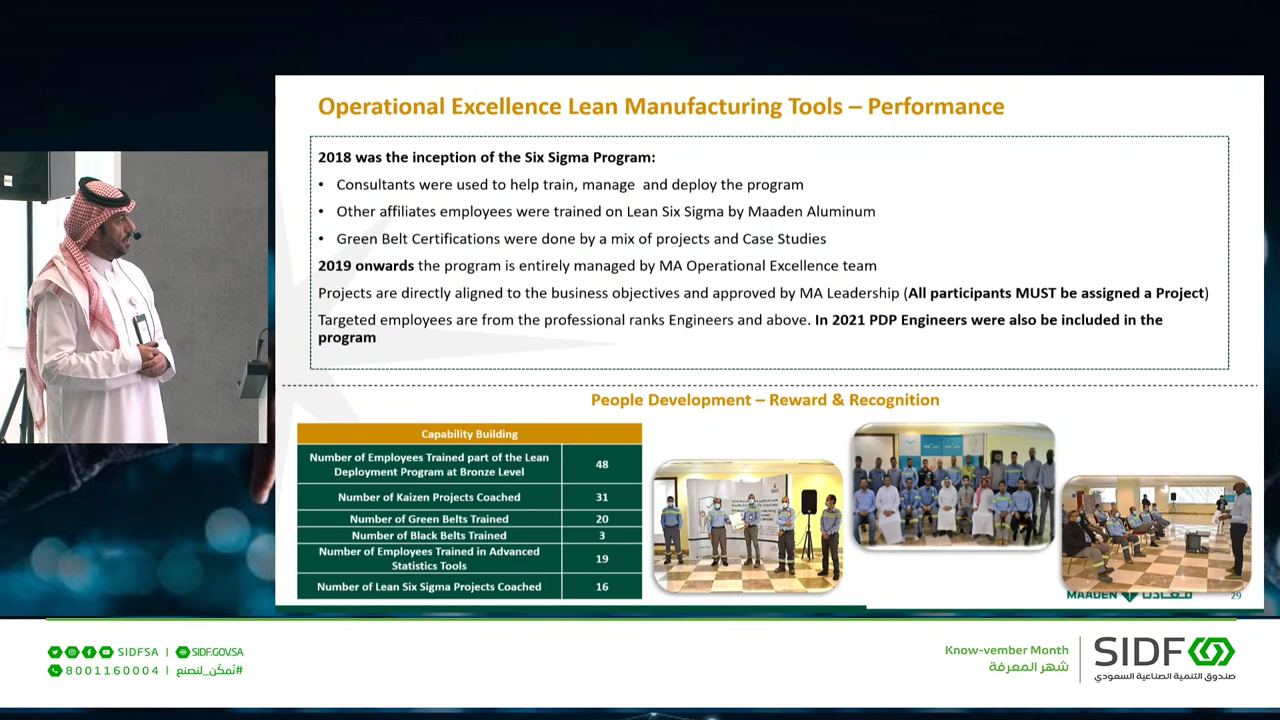 Operational Excellence Lean Manufacturing Tools – Performance
2018 was the inception of the Six Sigma Program:
• Consultants were used to help train, manage and deploy the program
• Other affiliates employees were trained on Lean Six Sigma by Maaden Aluminum
• Green Belt Certifications were done by a mix of projects and Case Studies
2019 onwards the program is entirely managed by MA Operational Excellence team
Projects are directly aligned to the business objectives and approved by MA Leadership (All participants MUST be assigned a Project)
Targeted employees are from the professional ranks Engineers and above. In 2021 PDP Engineers were also be included in the
program
People Development – Reward & Recognition
Capability Building
Number of Employees Trained part of the Lean
Deployment Program at Bronze Level
48
Number of Kaizen Projects Coached
31
Number of Green Belts Trained
20
Number of Black Belts Trained
3
Number of Employees Trained in Advanced
Statistics Tools
19
Number of Lean Six Sigma Projects Coached
16
MAADEN معادن
29
SIDFSA | SIDF.GOV.SA
8001160004 | #نُمكّن_لنصنع
Know-vember Month
شهر المعرفة
SIDF
صندوق التنمية الصناعية السعودي